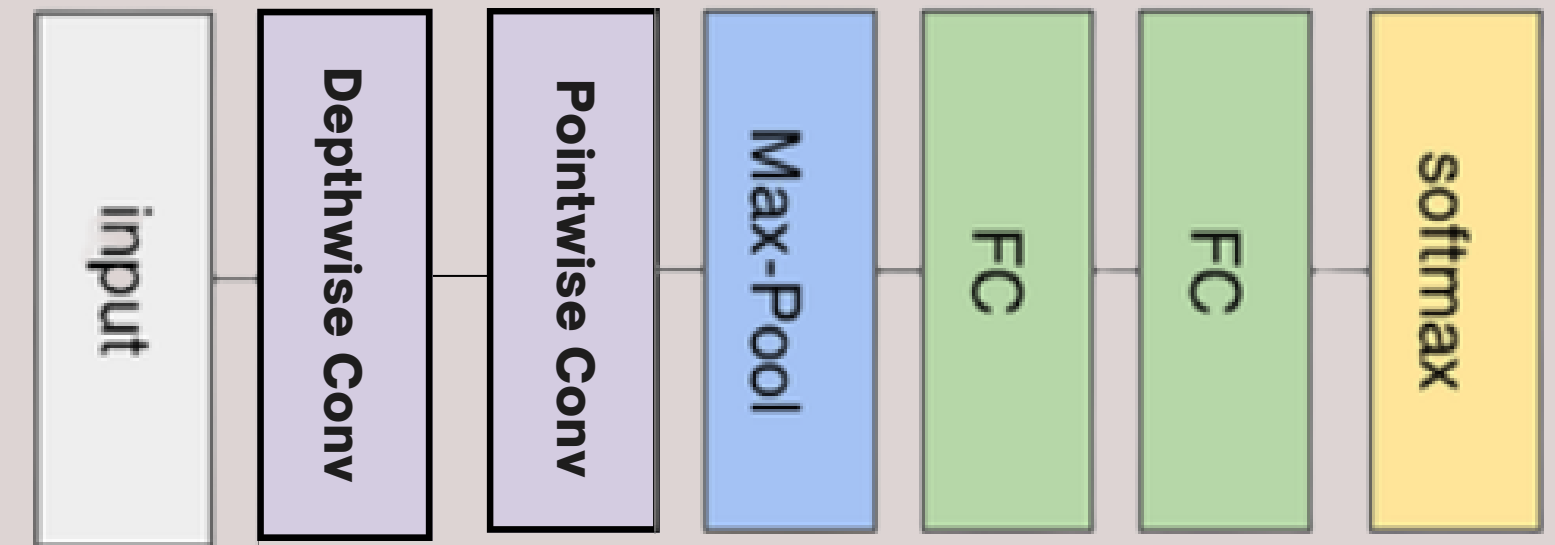 input
Depthwise Conv
Pointwise Conv
Max-Pool
FC
FC
softmax